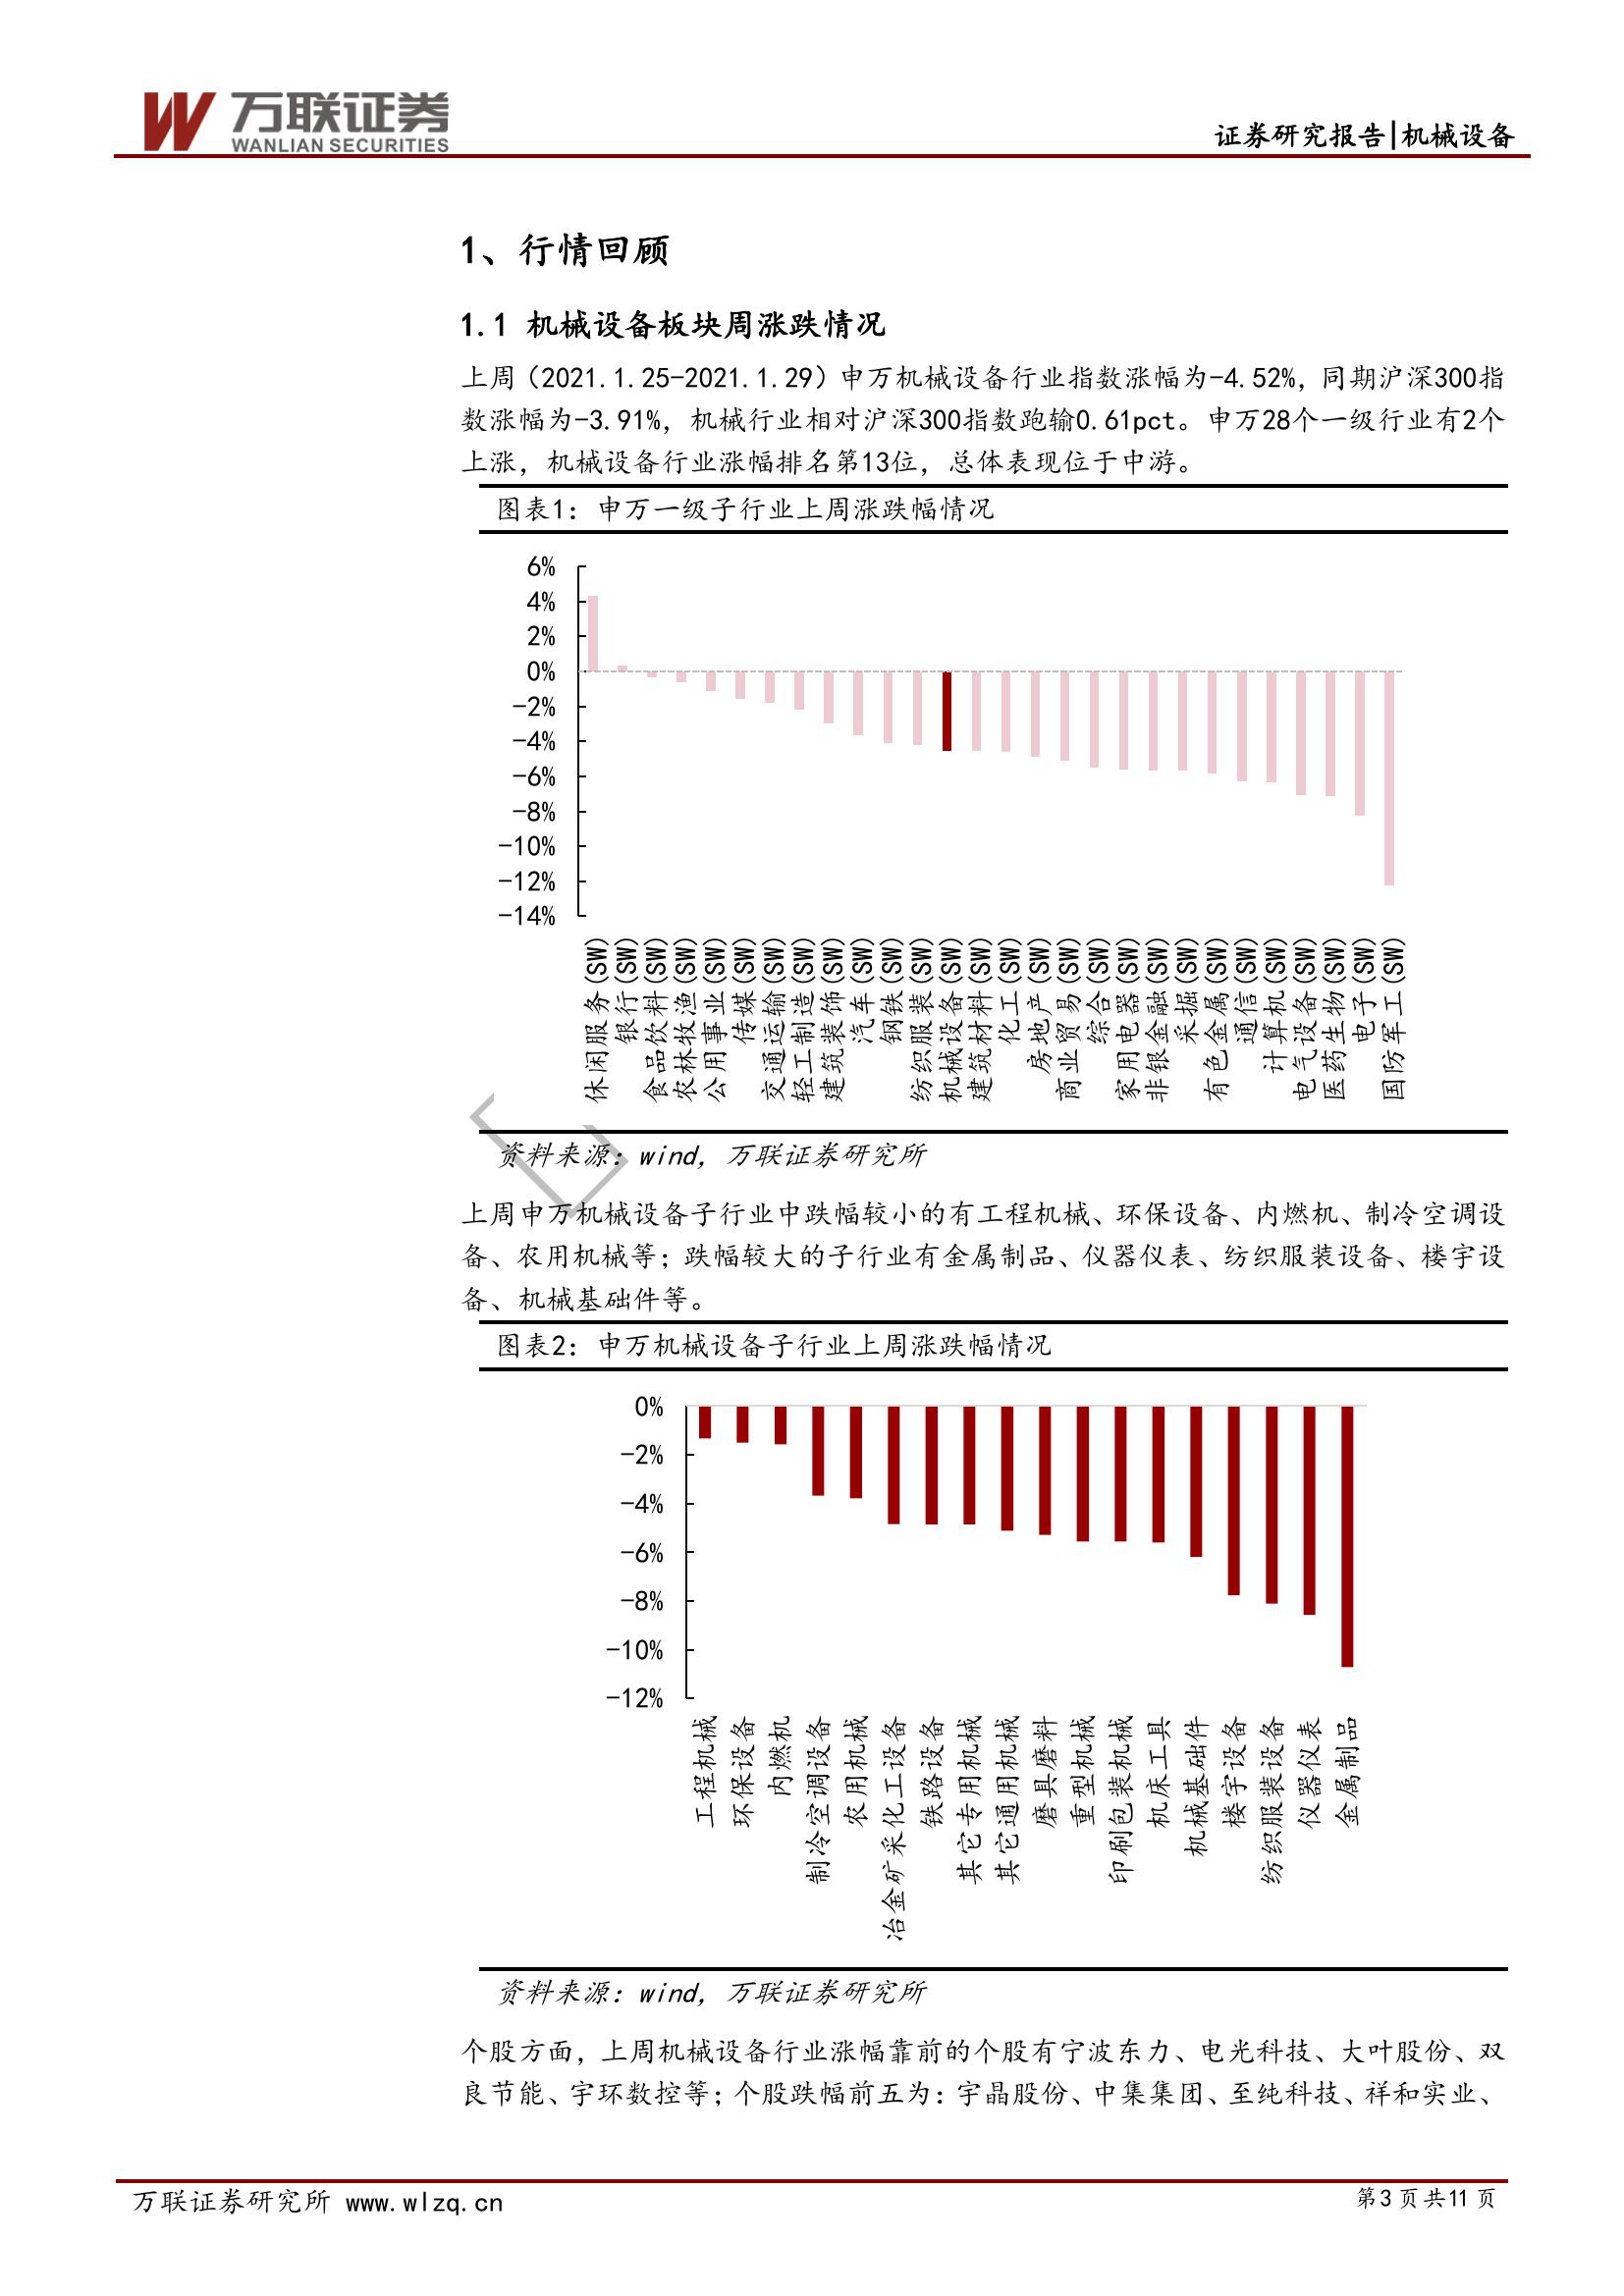 万联证券
WANLIAN SECURITIES
证券研究报告|机械设备
1、行情回顾
1.1 机械设备板块周涨跌情况
上周（2021.1.25-2021.1.29）申万机械设备行业指数涨幅为-4.52%，同期沪深300指
数涨幅为-3.91%，机械行业相对沪深300指数跑输0.61pct。申万28个一级行业有2个
上涨，机械设备行业涨幅排名第13位，总体表现位于中游。
图表1：申万一级子行业上周涨跌幅情况
6%
4%
2%
0%
-2%
-4%
-6%
-8%
-10%
-12%
-14%
休闲服务(SW)
银行(SW)
食品饮料(SW)
农林牧渔(SW)
公用事业(SW)
传媒(SW)
交通运输(SW)
轻工制造(SW)
建筑装饰(SW)
汽车(SW)
钢铁(SW)
纺织服装(SW)
机械设备(SW)
建筑材料(SW)
化工(SW)
房地产(SW)
商业贸易(SW)
综合(SW)
家用电器(SW)
非银金融(SW)
采掘(SW)
有色金属(SW)
通信(SW)
计算机(SW)
电气设备(SW)
医药生物(SW)
电子(SW)
国防军工(SW)
资料来源：wind，万联证券研究所
上周申万机械设备子行业中跌幅较小的有工程机械、环保设备、内燃机、制冷空调设
备、农用机械等；跌幅较大的子行业有金属制品、仪器仪表、纺织服装设备、楼宇设
备、机械基础件等。
图表2：申万机械设备子行业上周涨跌幅情况
0%
-2%
-4%
-6%
-8%
-10%
-12%
工程机械
环保设备
内燃机
制冷空调设备
农用机械
冶金矿采化工设备
铁路设备
其它专用机械
其它通用机械
磨具磨料
重型机械
印刷包装机械
机床工具
机械基础件
楼宇设备
纺织服装设备
仪器仪表
金属制品
资料来源：wind，万联证券研究所
个股方面，上周机械设备行业涨幅靠前的个股有宁波东力、电光科技、大叶股份、双
良节能、宇环数控等；个股跌幅前五为：宇晶股份、中集集团、至纯科技、祥和实业、
万联证券研究所 www.wlzq.cn
第3页共11页